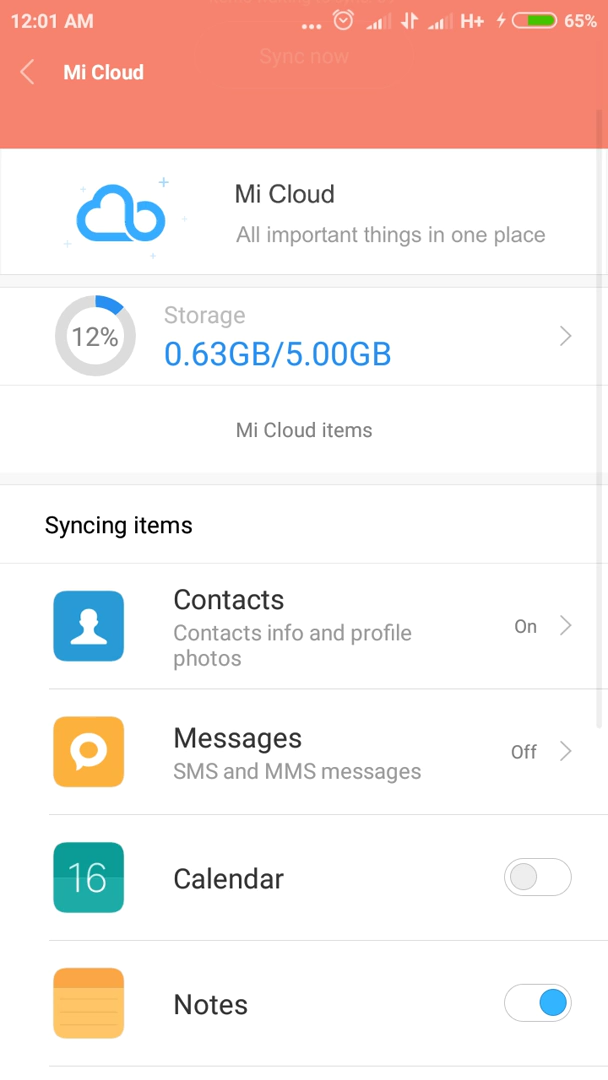 12:01 AM
... H+ 65%
Sync now
Mi Cloud
Mi Cloud
All important things in one place
12%
Storage
0.63GB/5.00GB
Mi Cloud items
Syncing items
Contacts
Contacts info and profile
photos
On
Messages
SMS and MMS messages
Off
16
Calendar
Notes